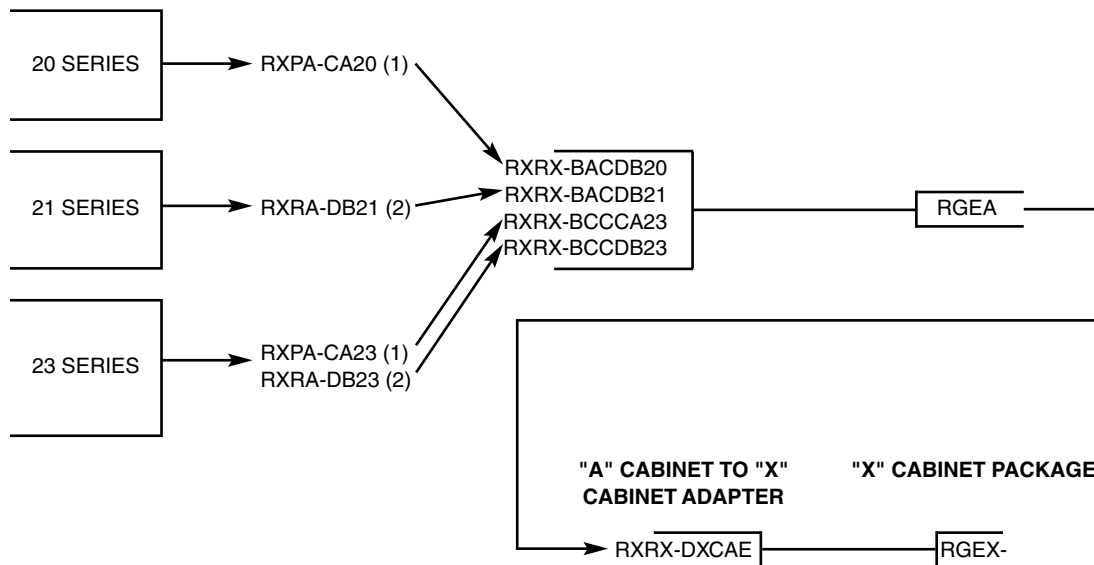 20 SERIES
RXPA-CA20 (1)
21 SERIES
RXRA-DB21 (2)
23 SERIES
RXPA-CA23 (1)
RXRA-DB23 (2)
RXRX-BACDB20
RXRX-BACDB21
RXRX-BCCCA23
RXRX-BCCDB23
RGEA
"A" CABINET TO "X"
CABINET ADAPTER
"X" CABINET PACKAGE
RXRX-DXCAE
RGEX-